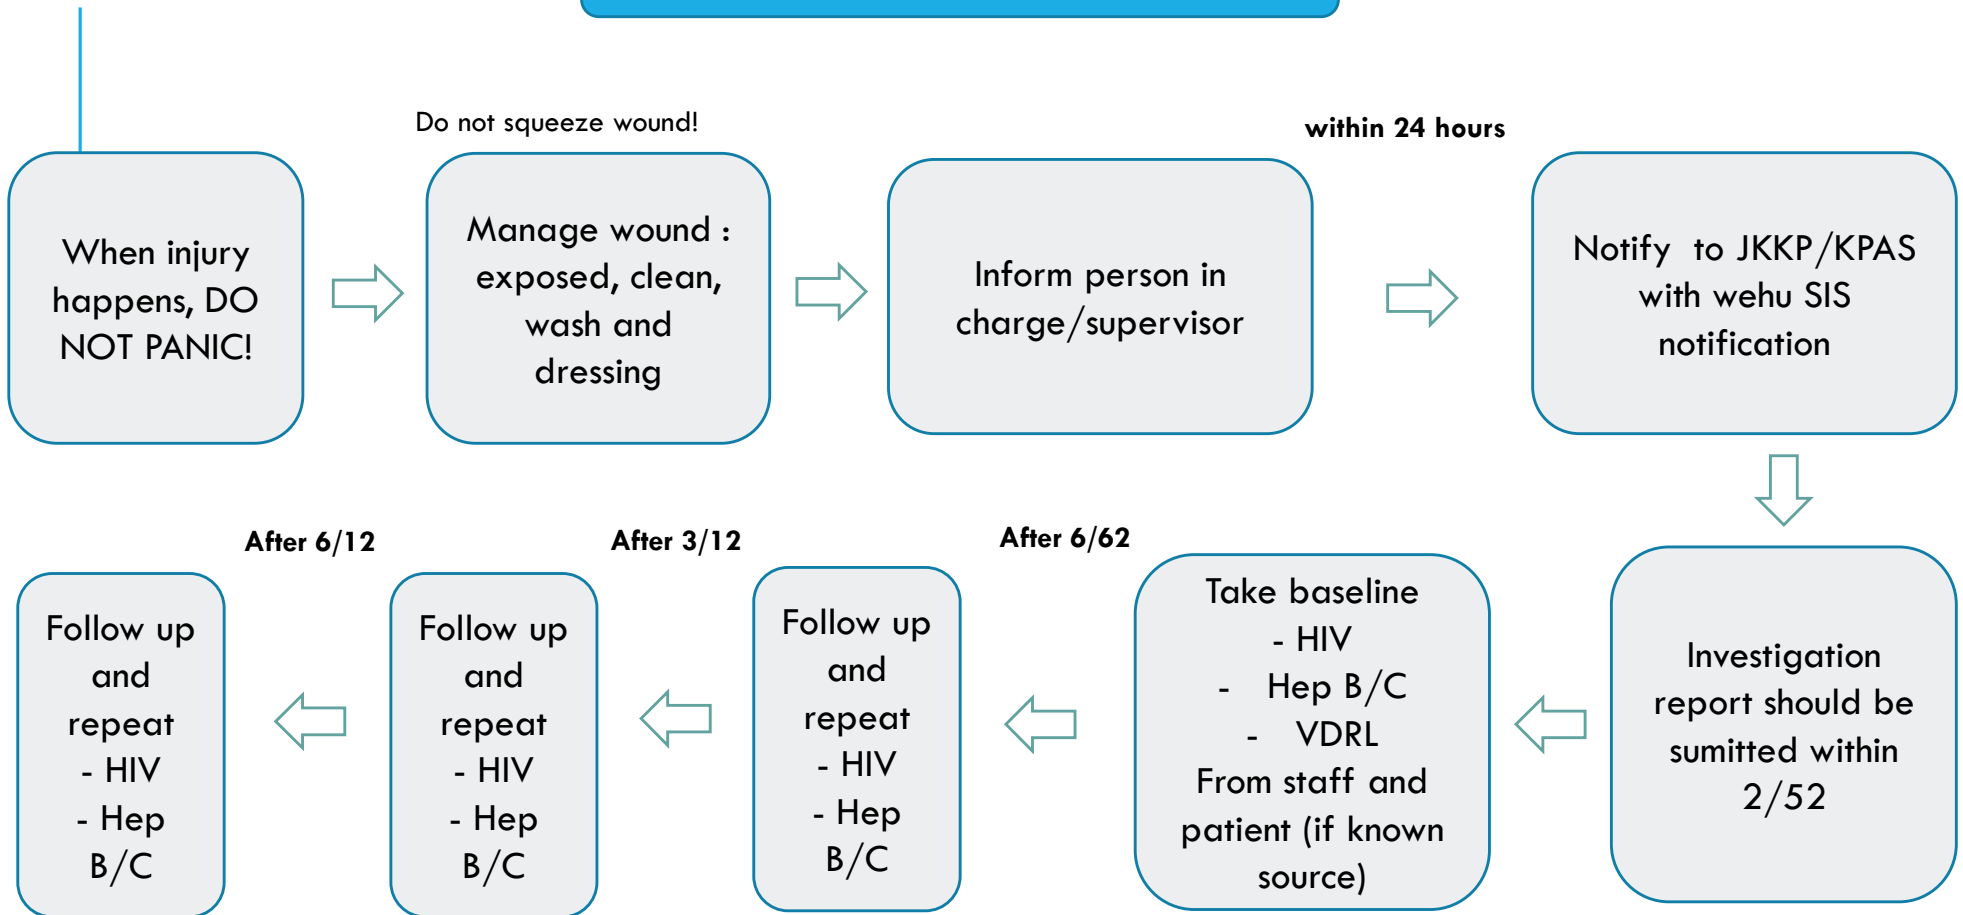 Do not squeeze wound!
within 24 hours
When injury
happens, DO
NOT PANIC!
Manage wound :
exposed, clean,
wash and
dressing
Inform person in
charge/supervisor
Notify  to JKKP/KPAS
with wehu SIS
notification
After 6/12
After 3/12
After 6/62
Investigation
report should be
sumitted within
2/52
Take baseline
- HIV
- Hep B/C
- VDRL
From staff and
patient (if known
source)
Follow up
and
repeat
- HIV
- Hep
B/C
Follow up
and
repeat
- HIV
- Hep
B/C
Follow up
and
repeat
- HIV
- Hep
B/C